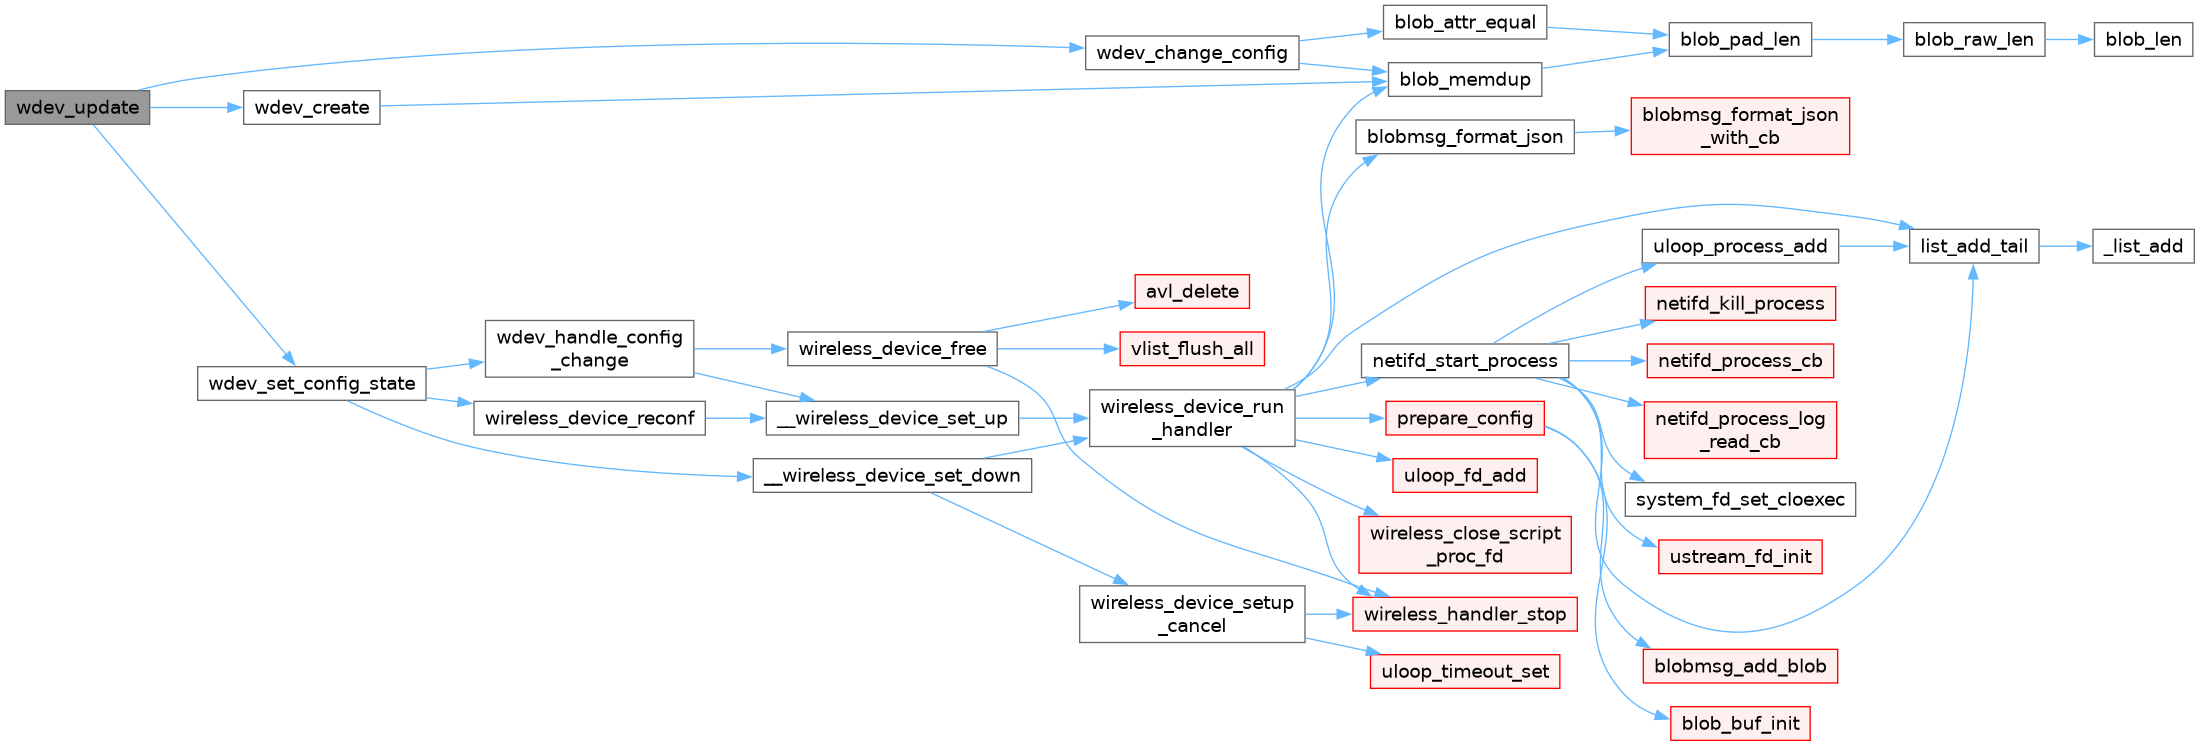 wdev_update
wdev_change_config
wdev_create
wdev_set_config_state
blob_attr_equal
blob_memdup
blob_pad_len
blob_raw_len
blob_len
wdev_handle_config
_change
wireless_device_reconf
__wireless_device_set_down
wireless_device_free
__wireless_device_set_up
avl_delete
vlist_flush_all
wireless_device_run
_handler
wireless_device_setup
_cancel
blobmsg_format_json
blobmsg_format_json
_with_cb
netifd_start_process
prepare_config
uloop_fd_add
wireless_close_script
_proc_fd
wireless_handler_stop
uloop_timeout_set
uloop_process_add
netifd_kill_process
netifd_process_cb
netifd_process_log
_read_cb
system_fd_set_cloexec
ustream_fd_init
blobmsg_add_blob
blob_buf_init
list_add_tail
_list_add